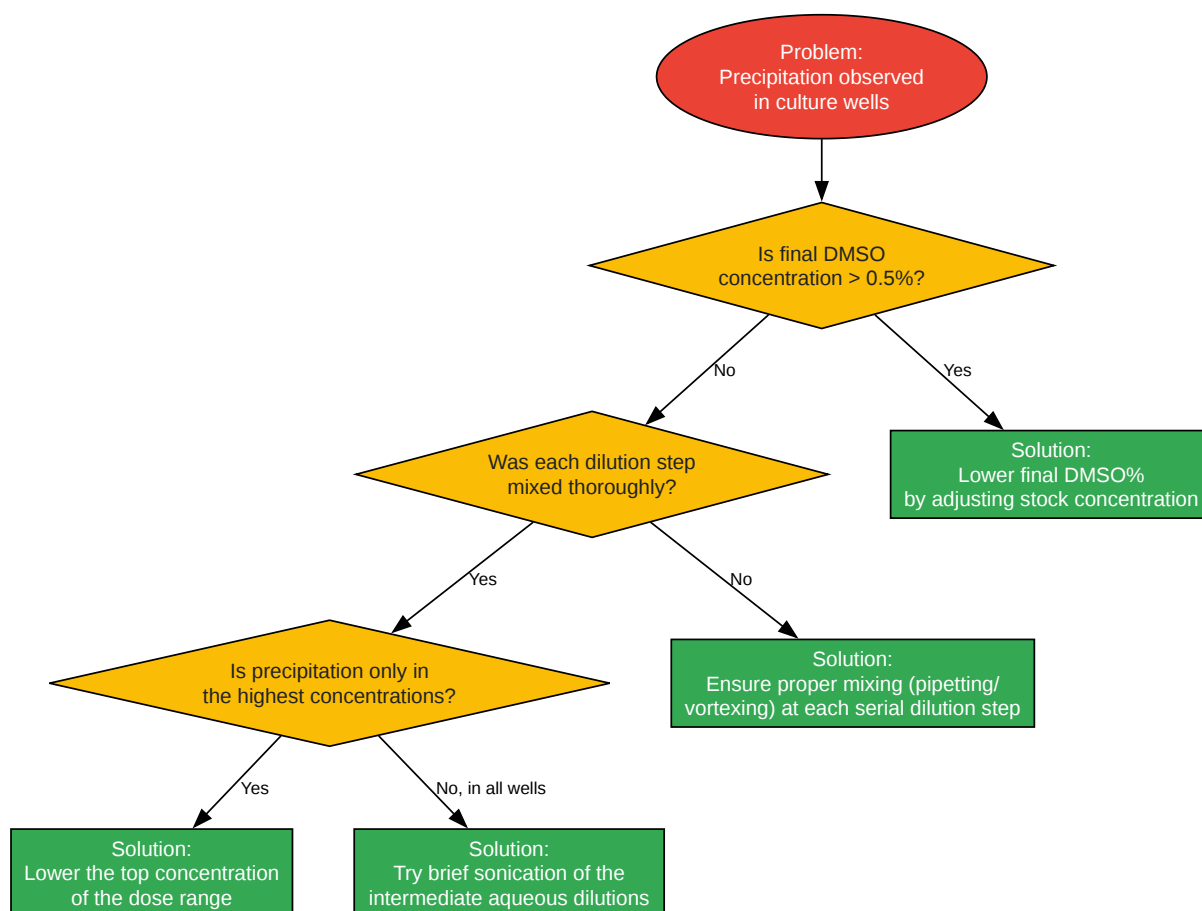 Problem:
Precipitation observed
in culture wells
Is final DMSO
concentration > 0.5%?
No
Yes
Was each dilution step
mixed thoroughly?
Solution:
Lower final DMSO%
by adjusting stock concentration
Yes
No
Is precipitation only in
the highest concentrations?
Solution:
Ensure proper mixing (pipetting/
vortexing) at each serial dilution step
Yes
No, in all wells
Solution:
Lower the top concentration
of the dose range
Solution:
Try brief sonication of the
intermediate aqueous dilutions